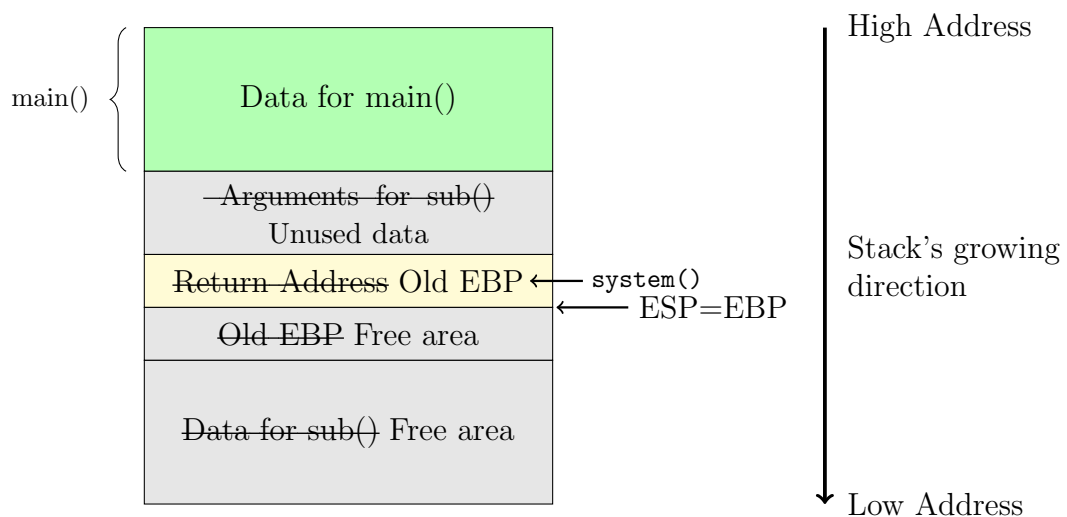 High Address
main()
Data for main()
Arguments for sub()
Unused data
Stack's growing
direction
Return Address Old EBP
system()
ESP=EBP
Old EBP Free area
Data for sub() Free area
Low Address